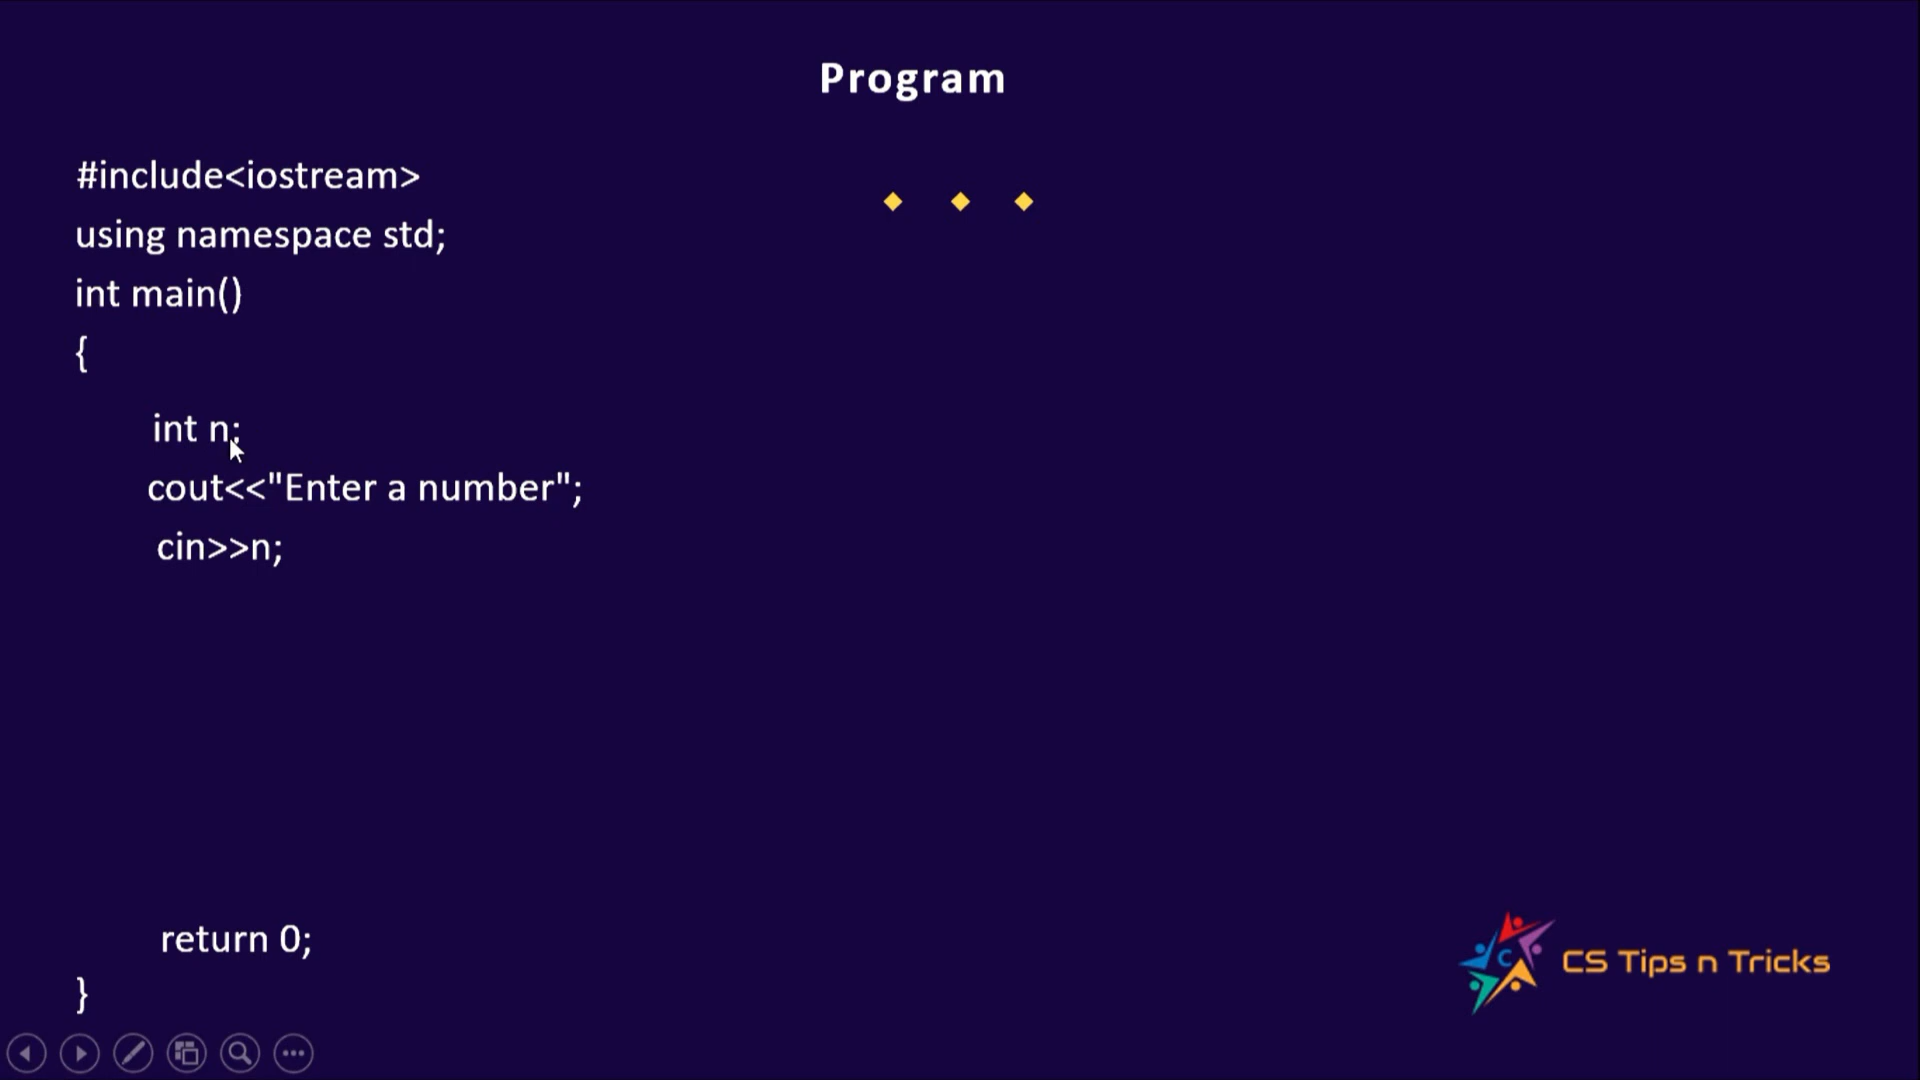 Program
#include<iostream>
using namespace std;
int main()
{
int n;
cout<<"Enter a number";
cin>>n;
return 0;
}
C
CS Tips n Tricks